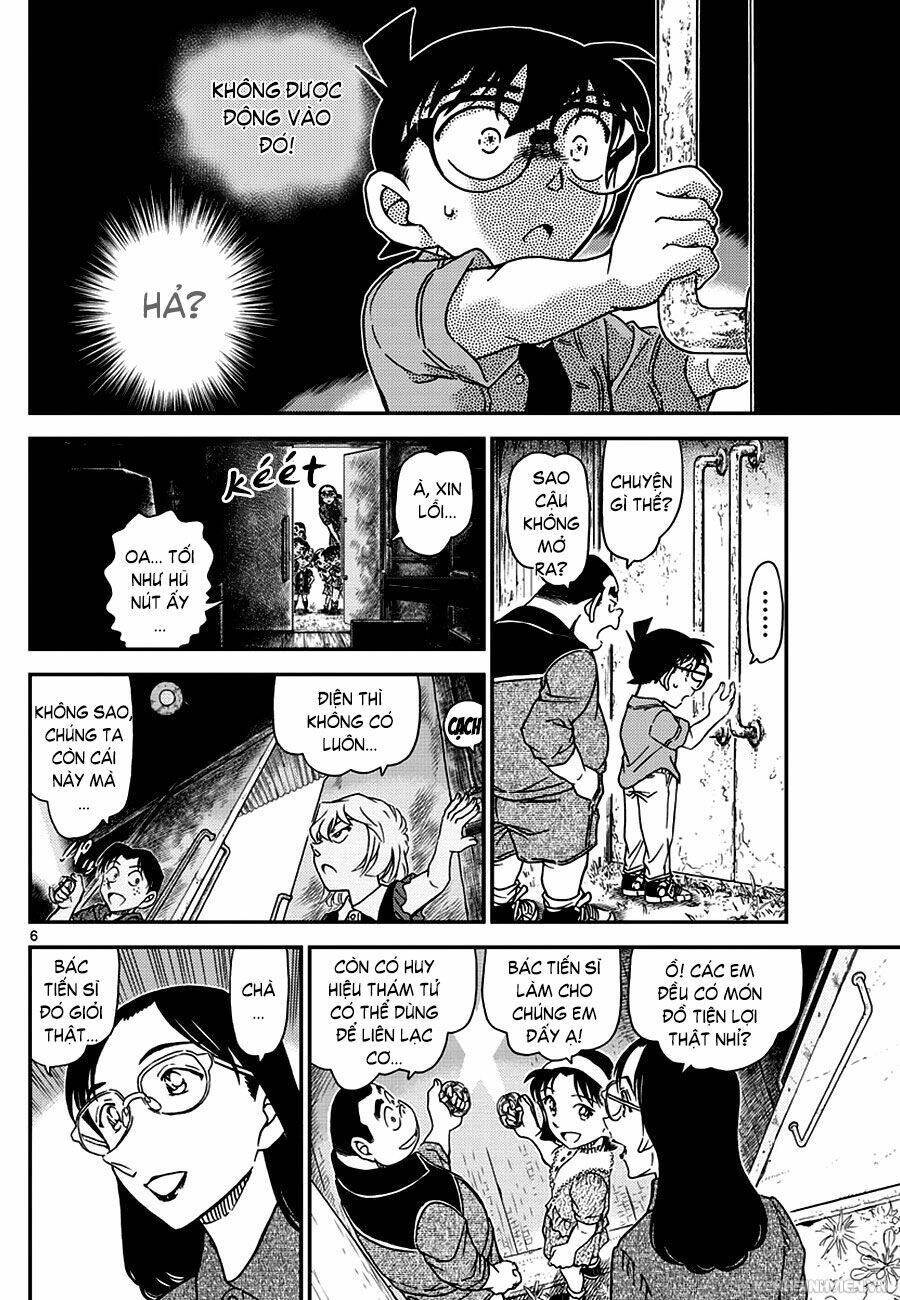 KHÔNG ĐƯỢC
ĐỘNG VÀO
ĐÓ!
HẢ?
CHUYỆN
GÌ THẾ?
SAO
CẬU
KHÔNG
MỞ
RA?
À, XIN
LỖI...
kéét
OA... TỐI
NHƯ HŨ
NÚT ẤY
...
CẠCH
ĐIỆN THÌ
KHÔNG CÓ
LUÔN...
KHÔNG SAO,
CHÚNG TA
CÒN CÁI
NÀY MÀ
...
6
Ồ! CÁC EM
ĐỀU CÓ MÓN
ĐỒ TIỆN LỢI
THẬT NHỈ?
BÁC TIẾN SĨ
LÀM CHO
CHÚNG EM
ĐẤY Ạ!
CÒN CÓ HUY
HIỆU THÁM TỬ
CÓ THỂ DÙNG
ĐỂ LIÊN LẠC
CƠ...
CHÀ
...
BÁC
TIẾN SĨ
ĐÓ GIỎI
THẬT...